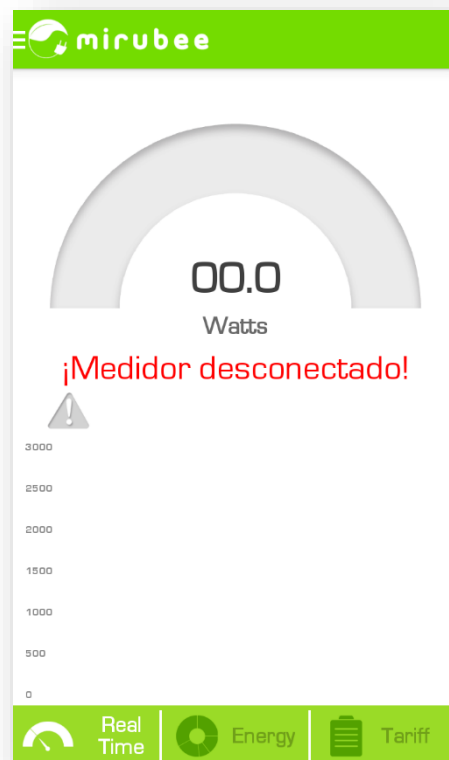 mirubee
00.0
Watts
¡Medidor desconectado!
3000
2500
2000
1500
1000
500
0
Real
Time
Energy
Tariff